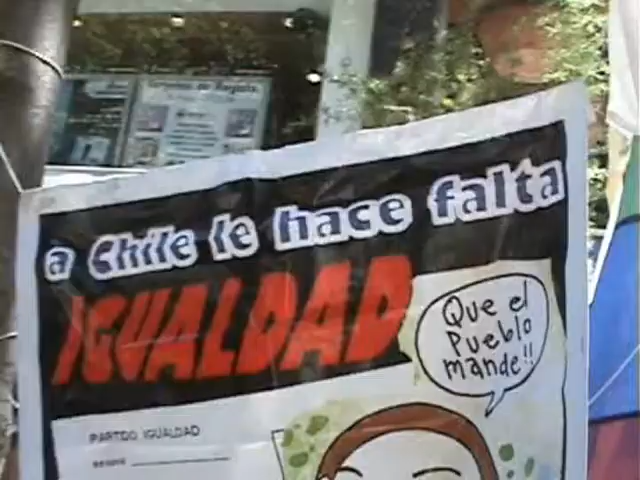 a Chile le hace falta
IGUALDAD
Que el
Pueblo
mande!!
PARTIDO IGUALDAD